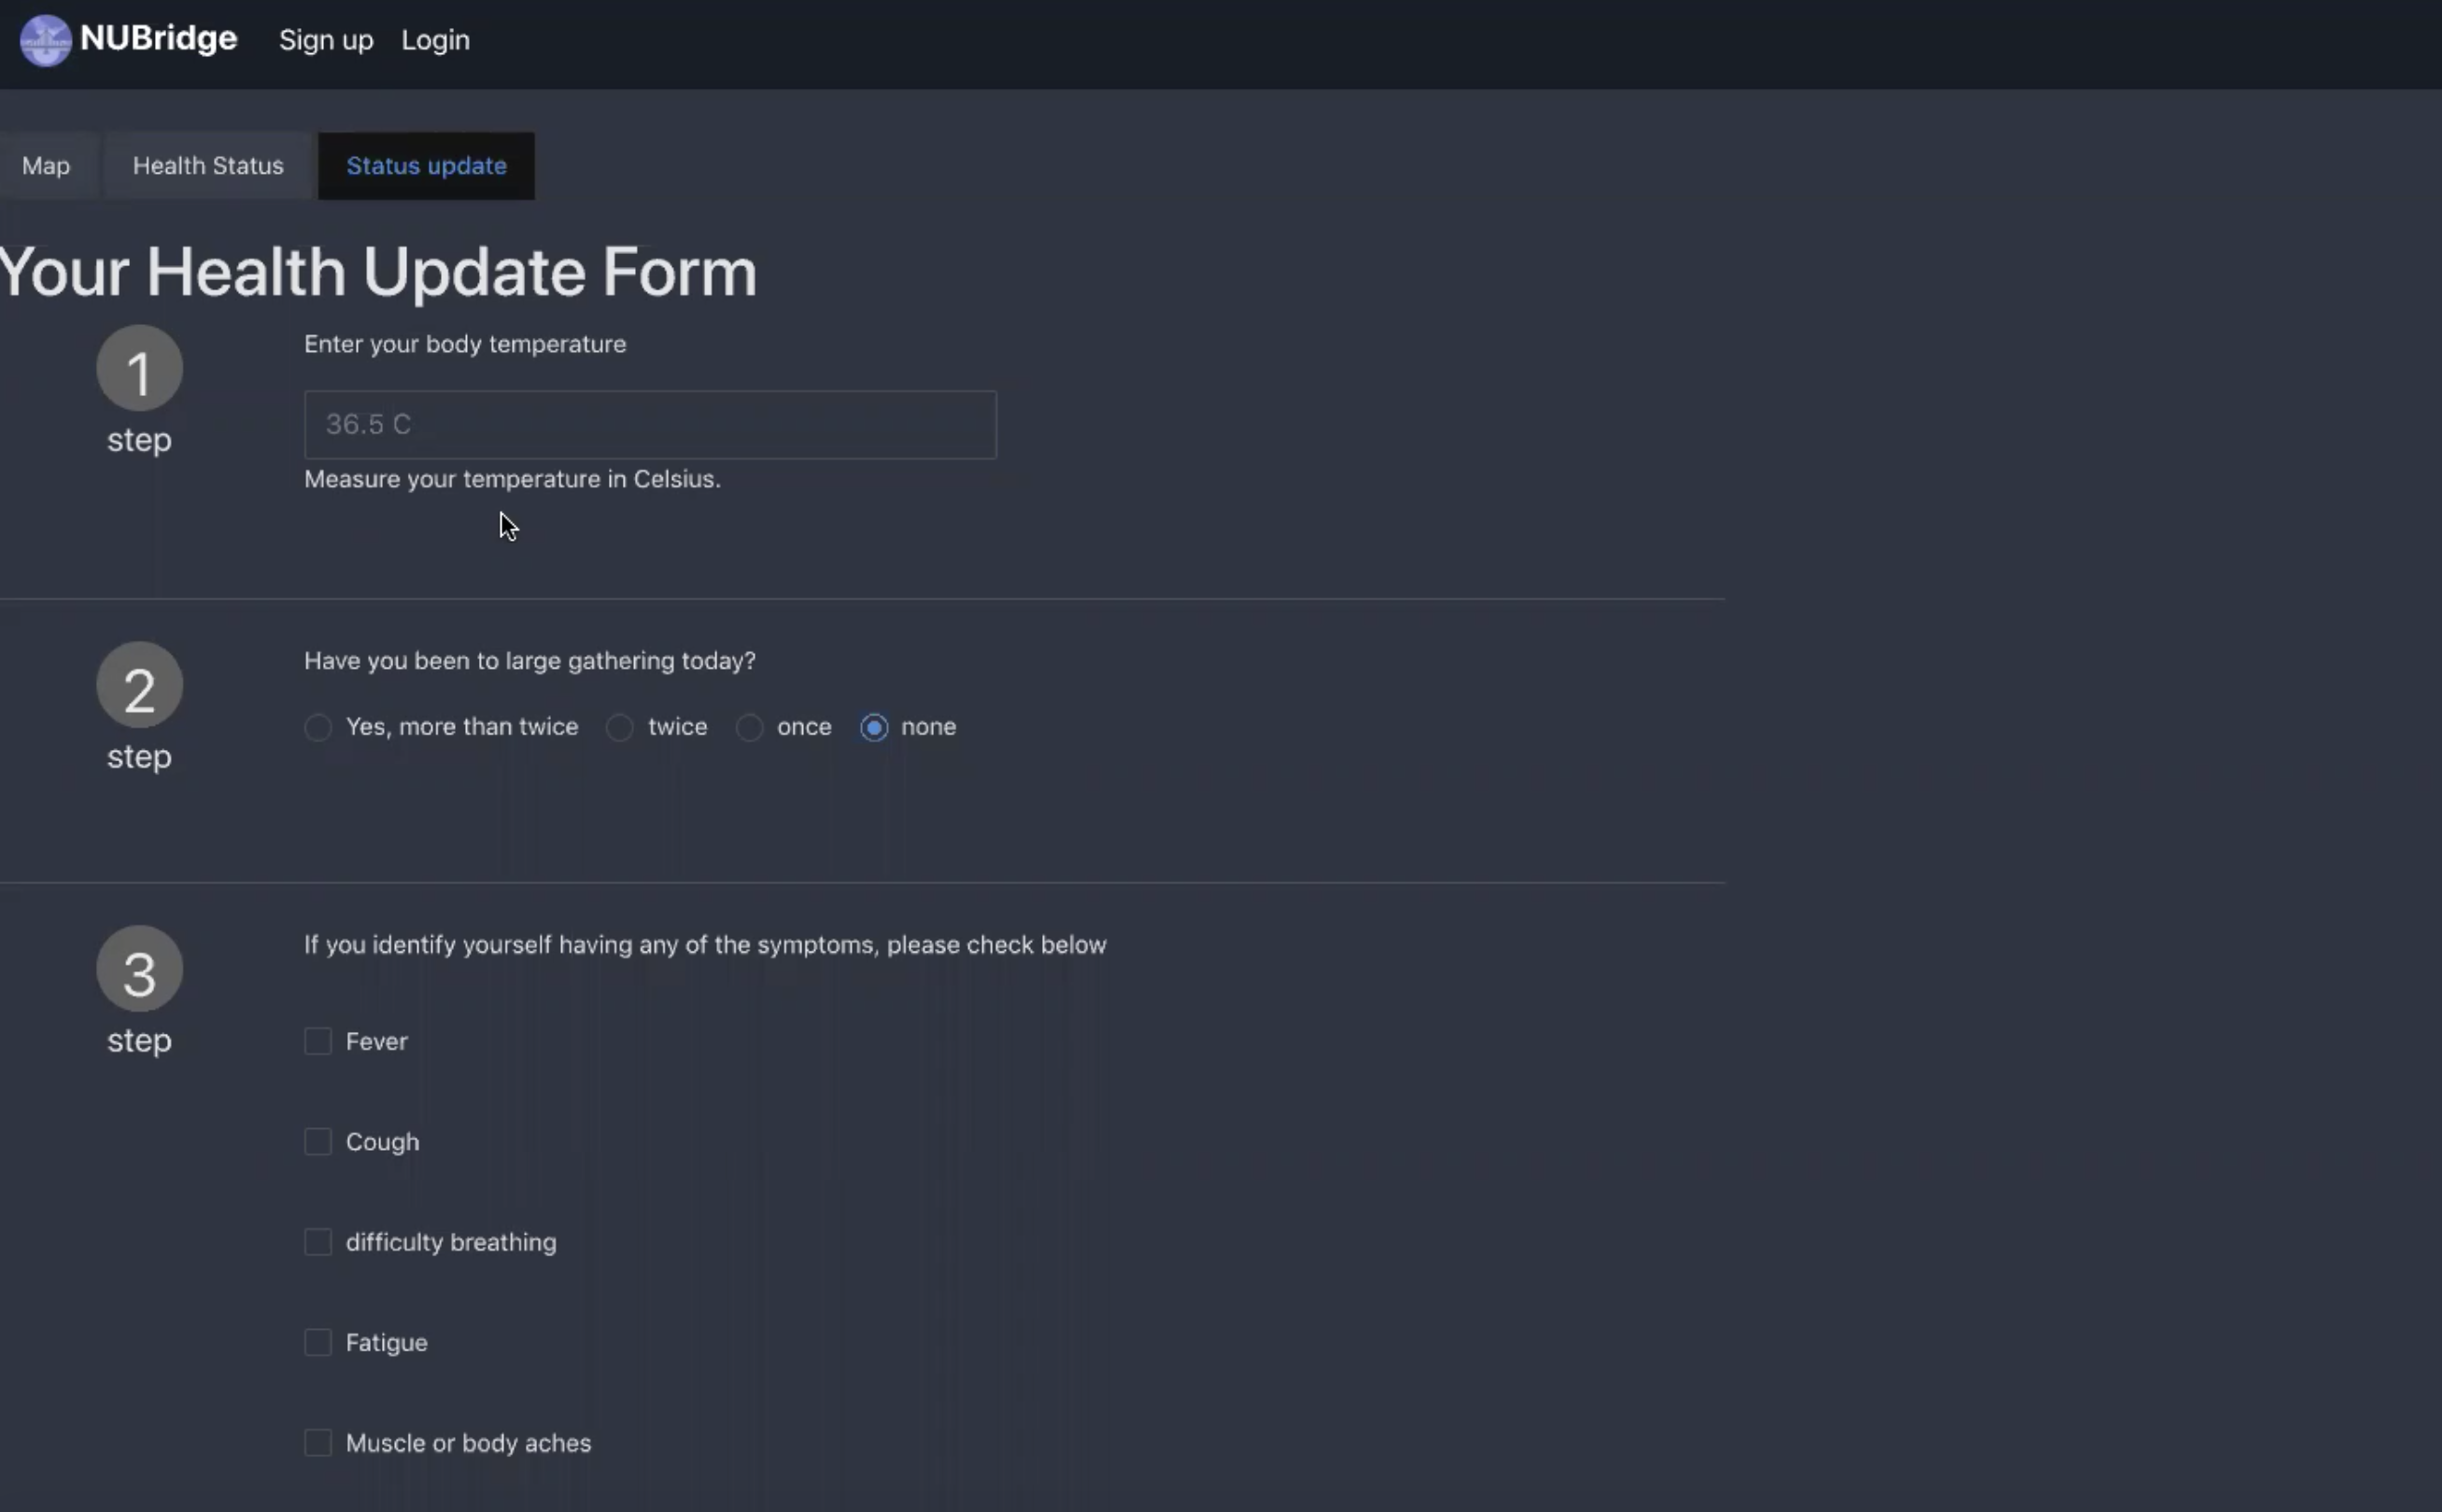 NUBridge Sign up Login
Map Health Status Status update
Your Health Update Form
1
step
Enter your body temperature
36.5 C
Measure your temperature in Celsius.
2
step
Have you been to large gathering today?
Yes, more than twice twice once none
3
step
If you identify yourself having any of the symptoms, please check below
Fever
Cough
difficulty breathing
Fatigue
Muscle or body aches